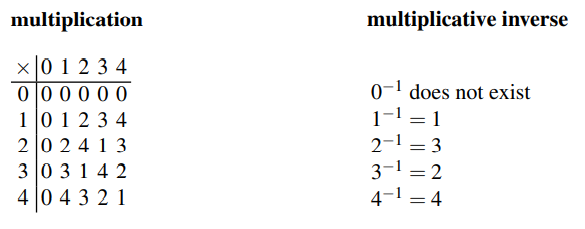 multiplication
× 0 1 2 3 4
0 0 0 0 0 0
1 0 1 2 3 4
2 0 2 4 1 3
3 0 3 1 4 2
4 0 4 3 2 1
multiplicative inverse
0⁻¹ does not exist
1⁻¹ = 1
2⁻¹ = 3
3⁻¹ = 2
4⁻¹ = 4